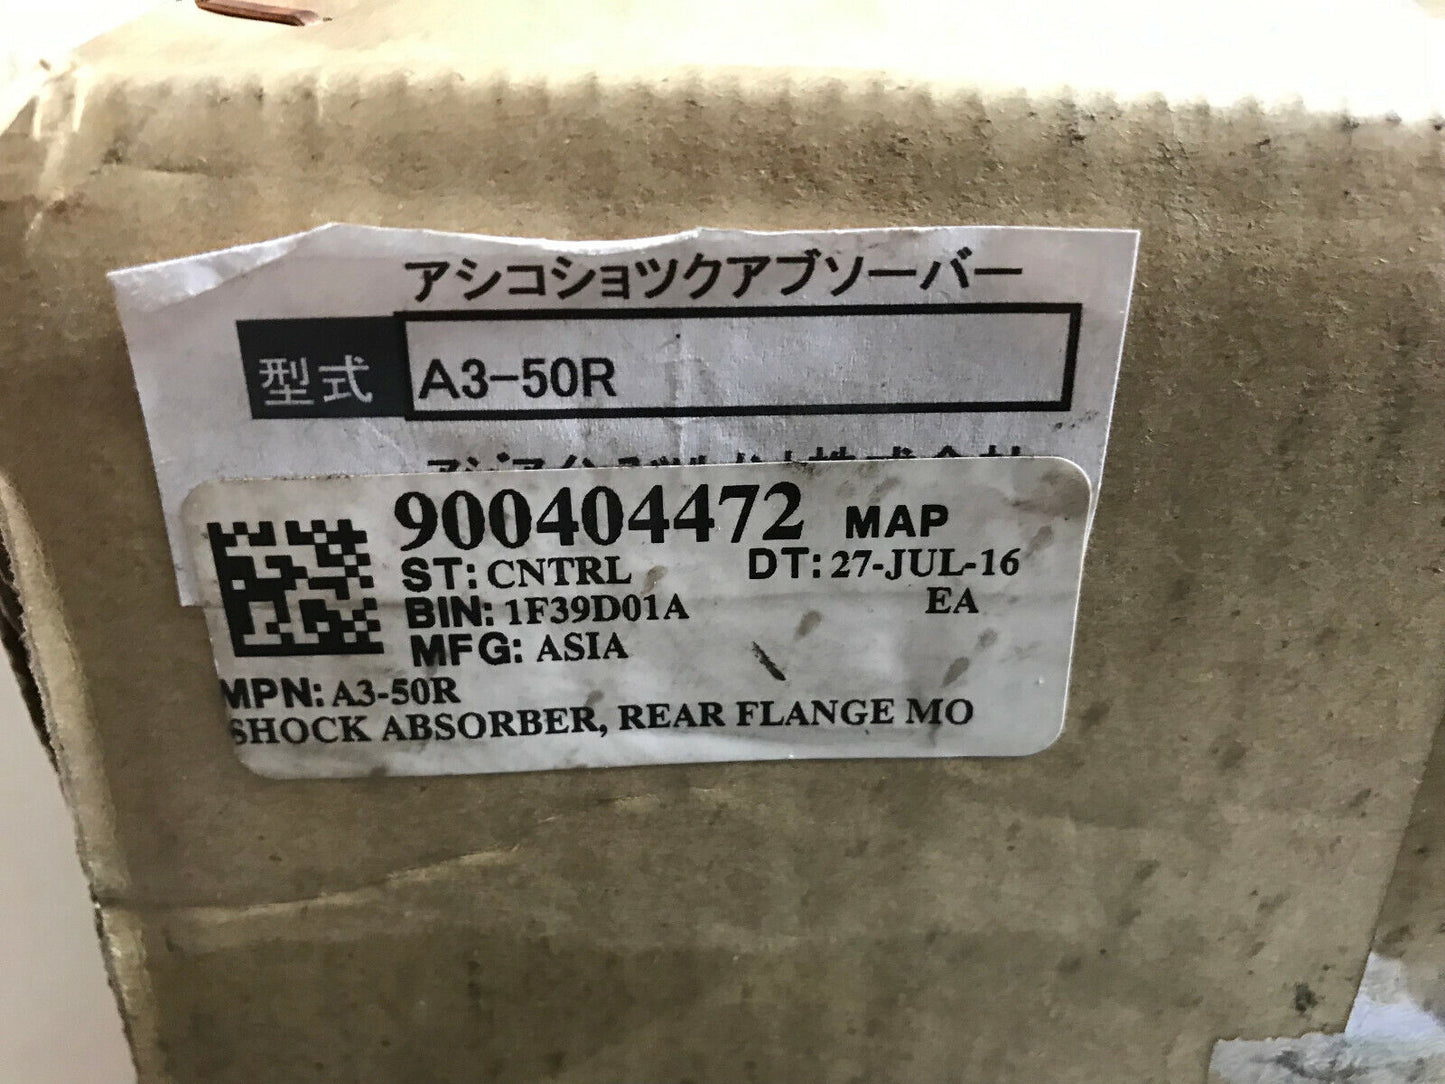 アシコショックアブソーバー
型式 A3-50R
900404472 MAP
ST: CNTRL DT: 27-JUL-16
BIN: 1F39D01A EA
MFG: ASIA
MPN: A3-50R
SHOCK ABSORBER, REAR FLANGE MO